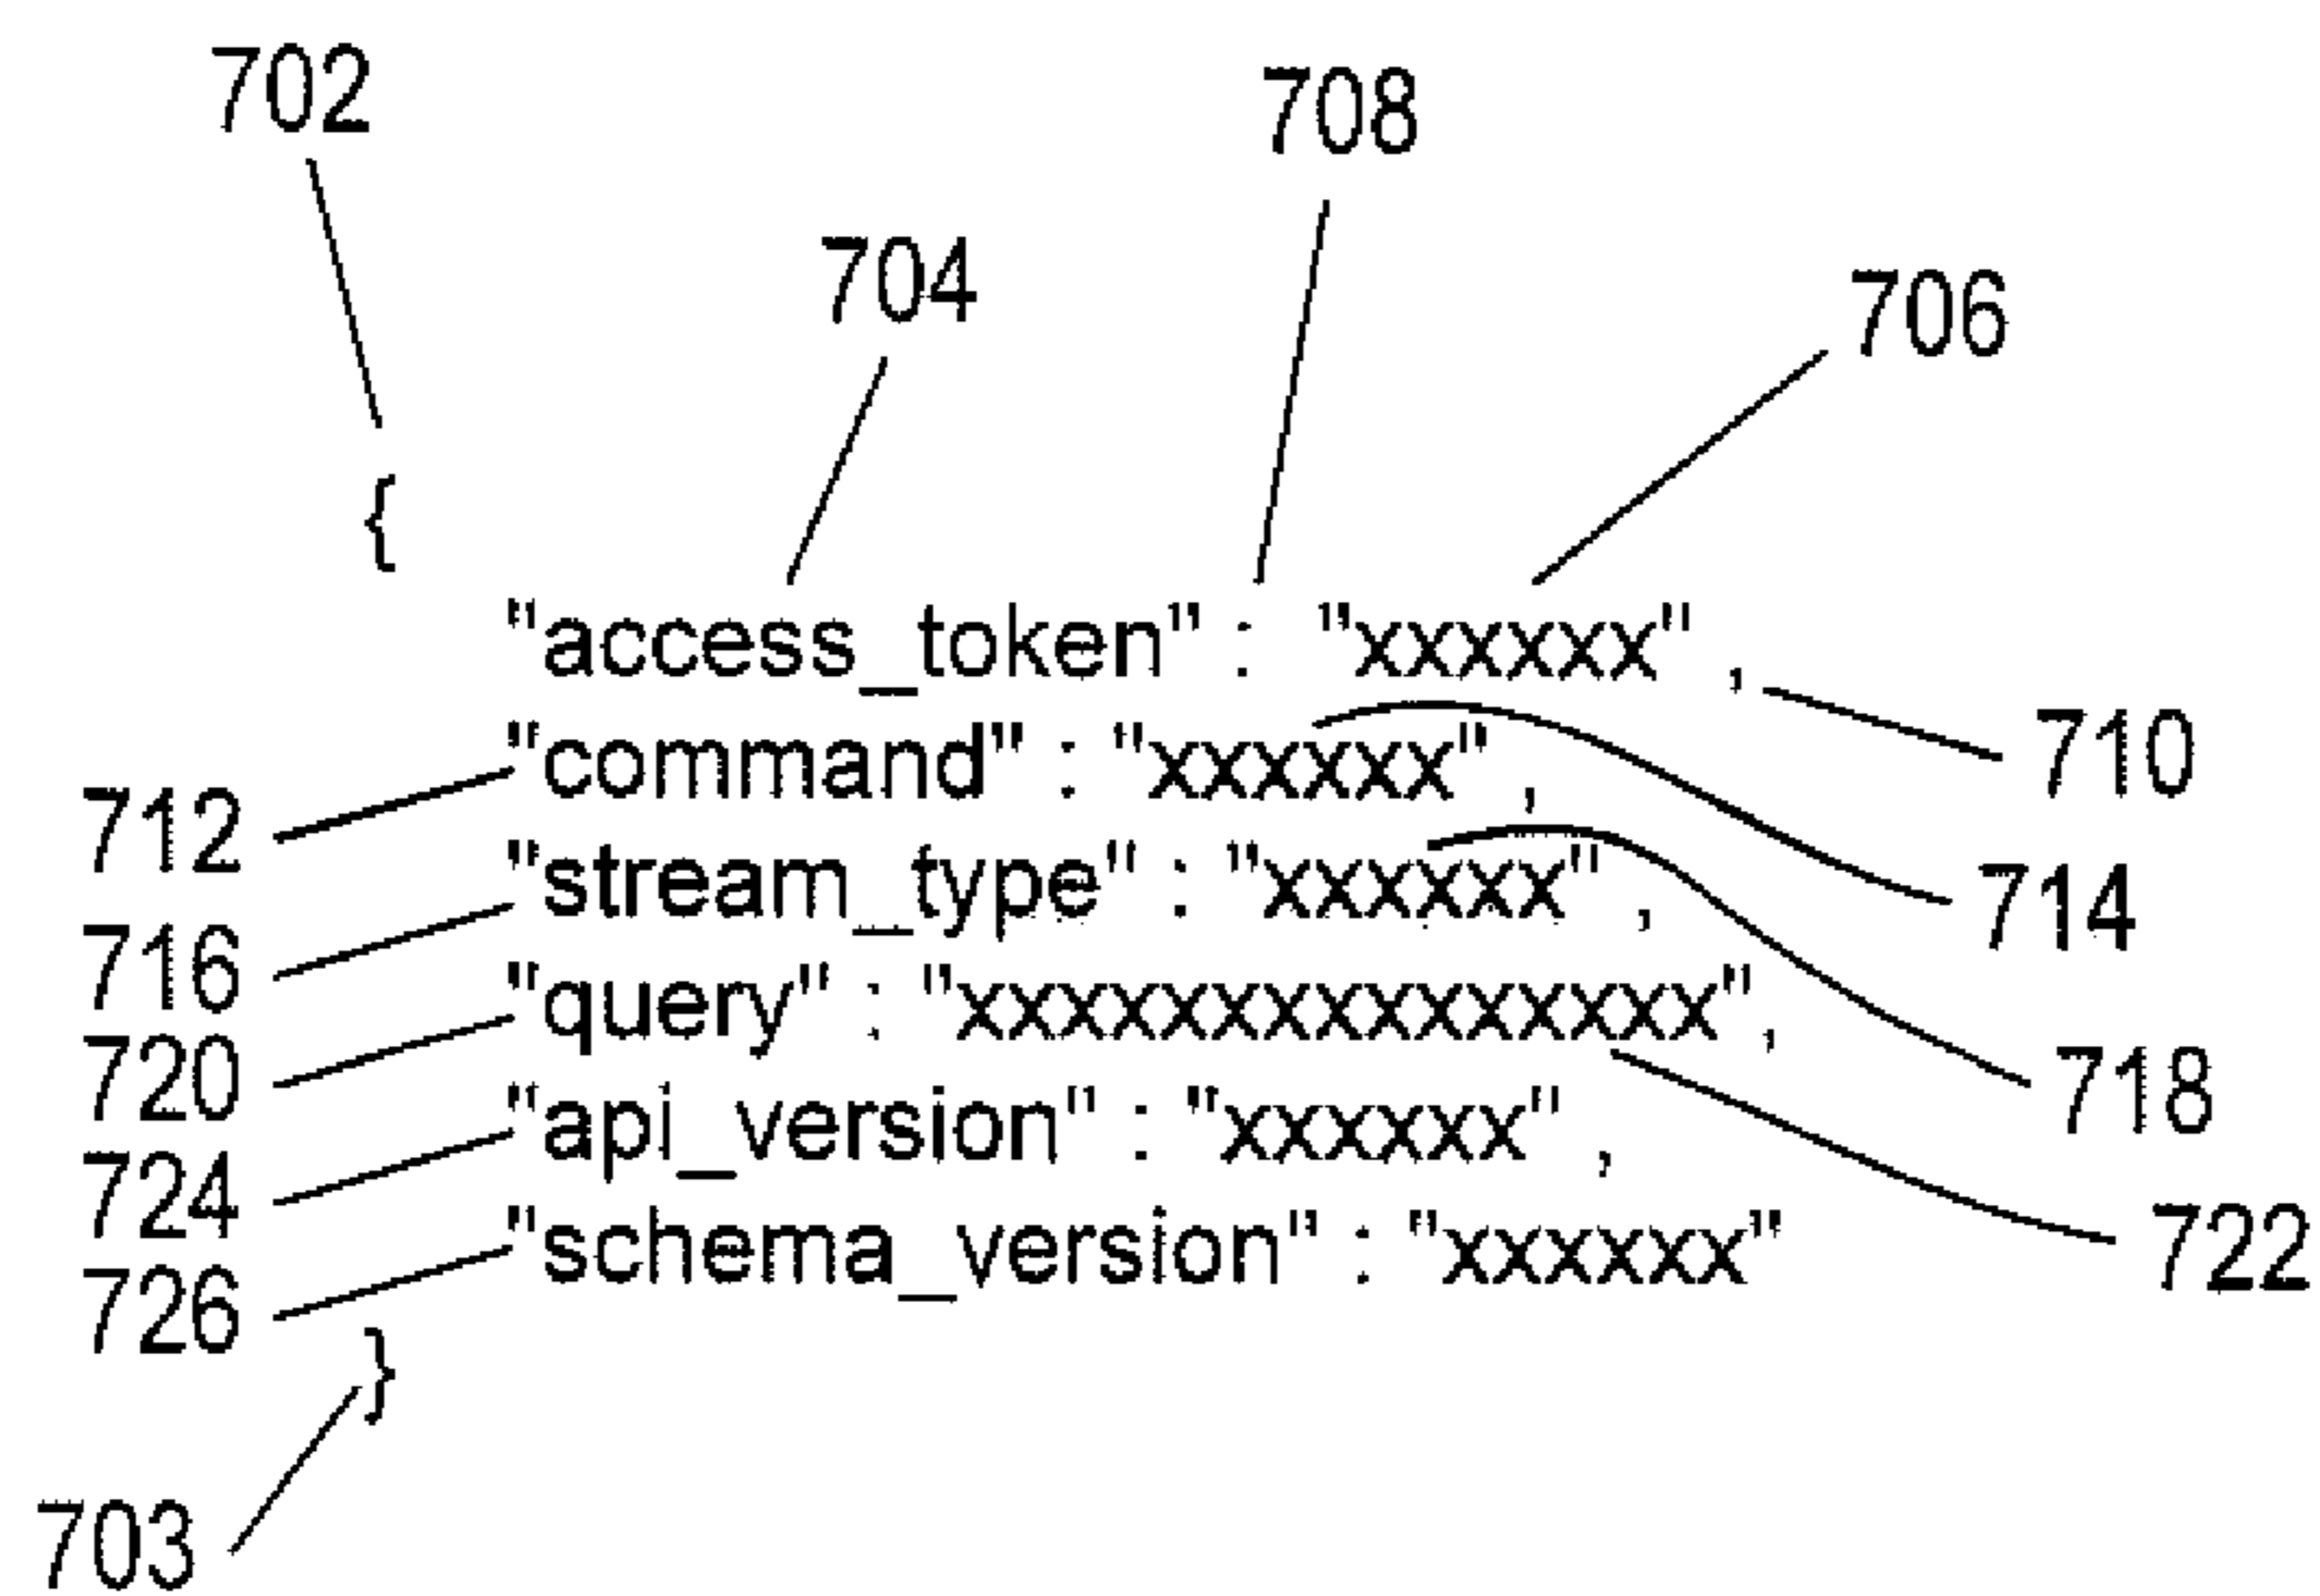 702
708
704
706
{
"access_token" : "xxxxxx" ,
710
"command" : "xxxxxx" ,
712
"stream_type" : "xxxxxx" ,
714
716
"query" : "xxxxxxxxxxxxxxx" ,
720
718
"api_version" : "xxxxxx" ,
724
"schema_version" : "xxxxxx"
722
726
}
703